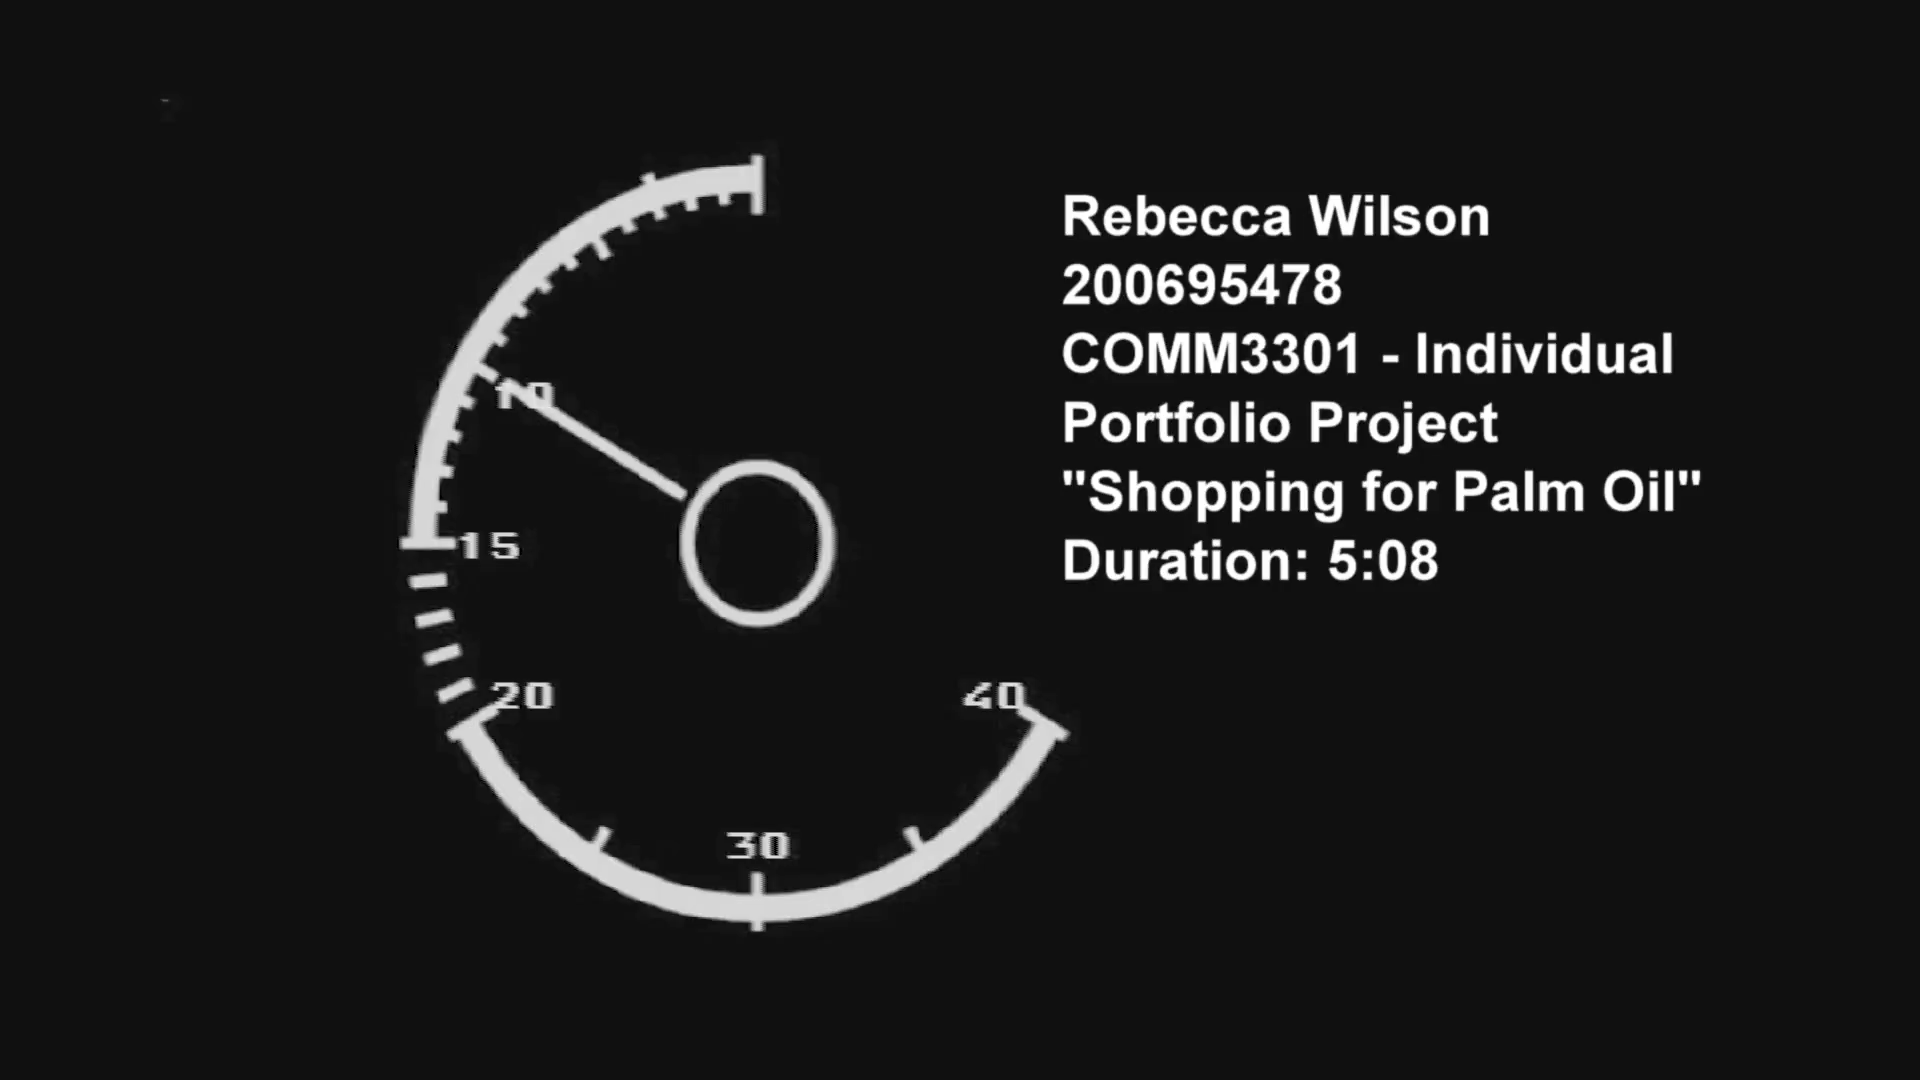 Rebecca Wilson
200695478
COMM3301 - Individual
Portfolio Project
"Shopping for Palm Oil"
Duration: 5:08
10
15
20
40
30